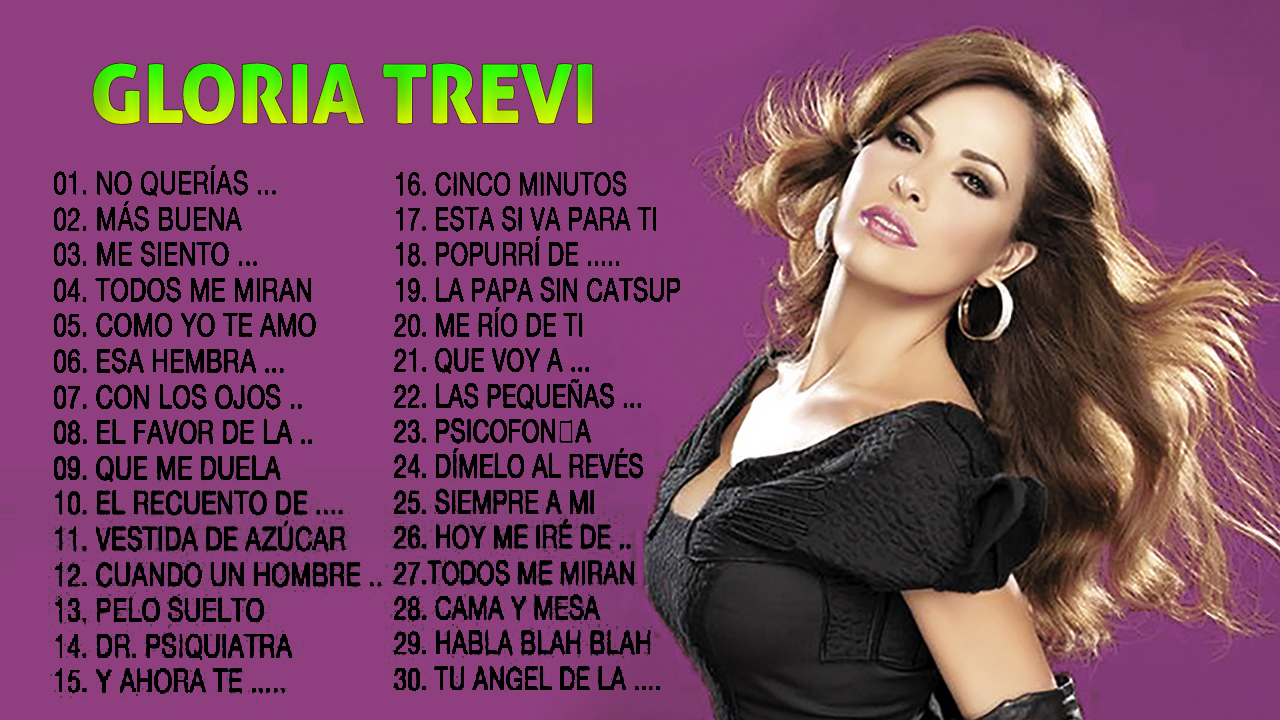 GLORIA TREVI
01. NO QUERÍAS ...
02. MÁS BUENA
03. ME SIENTO ...
04. TODOS ME MIRAN
05. COMO YO TE AMO
06. ESA HEMBRA ...
07. CON LOS OJOS ..
08. EL FAVOR DE LA ..
09. QUE ME DUELA
10. EL RECUENTO DE ....
11. VESTIDA DE AZÚCAR
12. CUANDO UN HOMBRE ..
13. PELO SUELTO
14. DR. PSIQUIATRA
15. Y AHORA TE .....
16. CINCO MINUTOS
17. ESTA SI VA PARA TI
18. POPURRÍ DE .....
19. LA PAPA SIN CATSUP
20. ME RÍO DE TI
21. QUE VOY A ...
22. LAS PEQUEÑAS ...
23. PSICOFON□A
24. DÍMELO AL REVÉS
25. SIEMPRE A MI
26. HOY ME IRÉ DE ..
27.TODOS ME MIRAN
28. CAMA Y MESA
29. HABLA BLAH BLAH
30. TU ANGEL DE LA ....